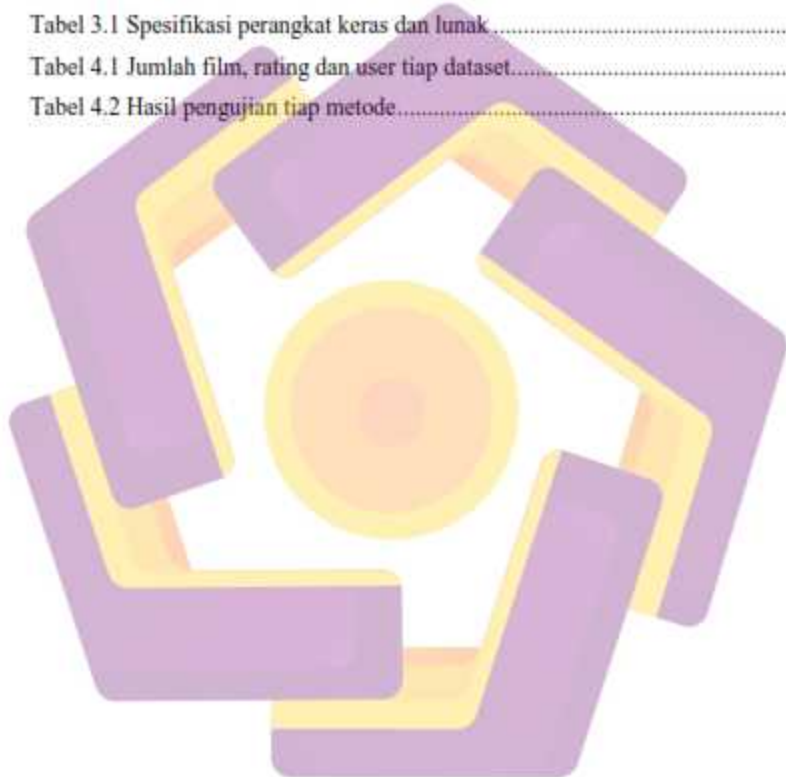 Tabel 3.1 Spesifikasi perangkat keras dan lunak.......................................................
Tabel 4.1 Jumlah film, rating dan user tiap dataset....................................................
Tabel 4.2 Hasil pengujian tiap metode.........................................................................